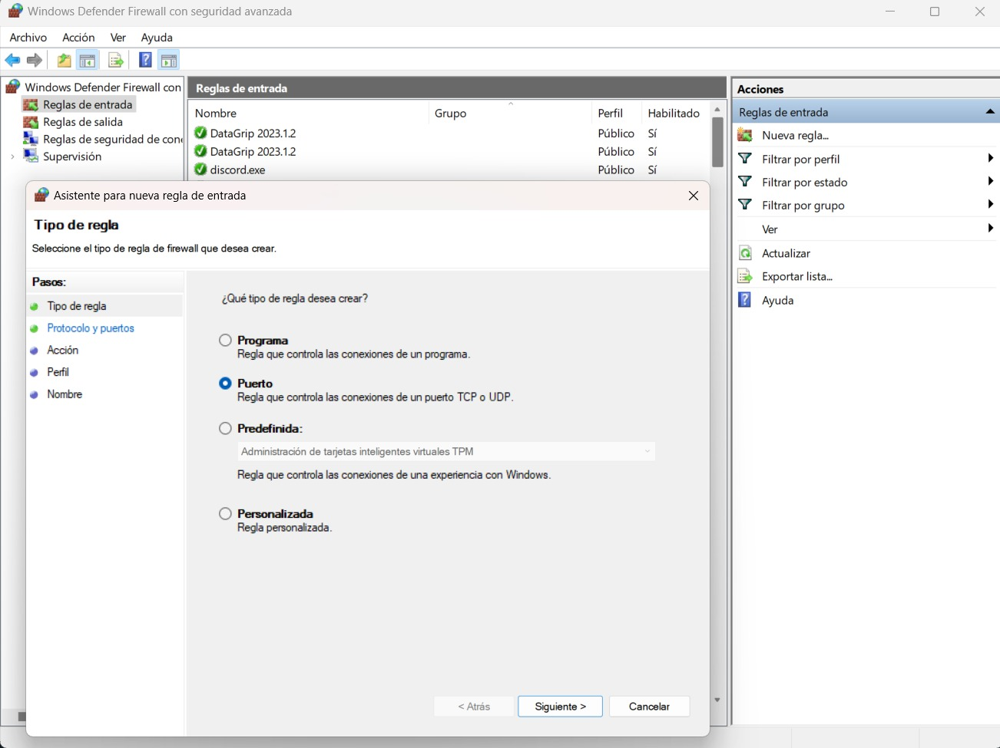 Windows Defender Firewall con seguridad avanzada
Archivo Acción Ver Ayuda
Windows Defender Firewall con
Reglas de entrada
Reglas de salida
Reglas de seguridad de con
Supervisión
Reglas de entrada
Nombre Grupo Perfil Habilitado
DataGrip 2023.1.2 Público Sí
DataGrip 2023.1.2 Público Sí
discord.exe Público Sí
Acciones
Reglas de entrada
Nueva regla...
Filtrar por perfil
Filtrar por estado
Filtrar por grupo
Ver
Actualizar
Exportar lista...
Ayuda
Asistente para nueva regla de entrada
Tipo de regla
Seleccione el tipo de regla de firewall que desea crear.
Pasos:
Tipo de regla
Protocolo y puertos
Acción
Perfil
Nombre
¿Qué tipo de regla desea crear?
Programa
Regla que controla las conexiones de un programa.
Puerto
Regla que controla las conexiones de un puerto TCP o UDP.
Predefinida:
Administración de tarjetas inteligentes virtuales TPM
Regla que controla las conexiones de una experiencia con Windows.
Personalizada
Regla personalizada.
< Atrás Siguiente > Cancelar